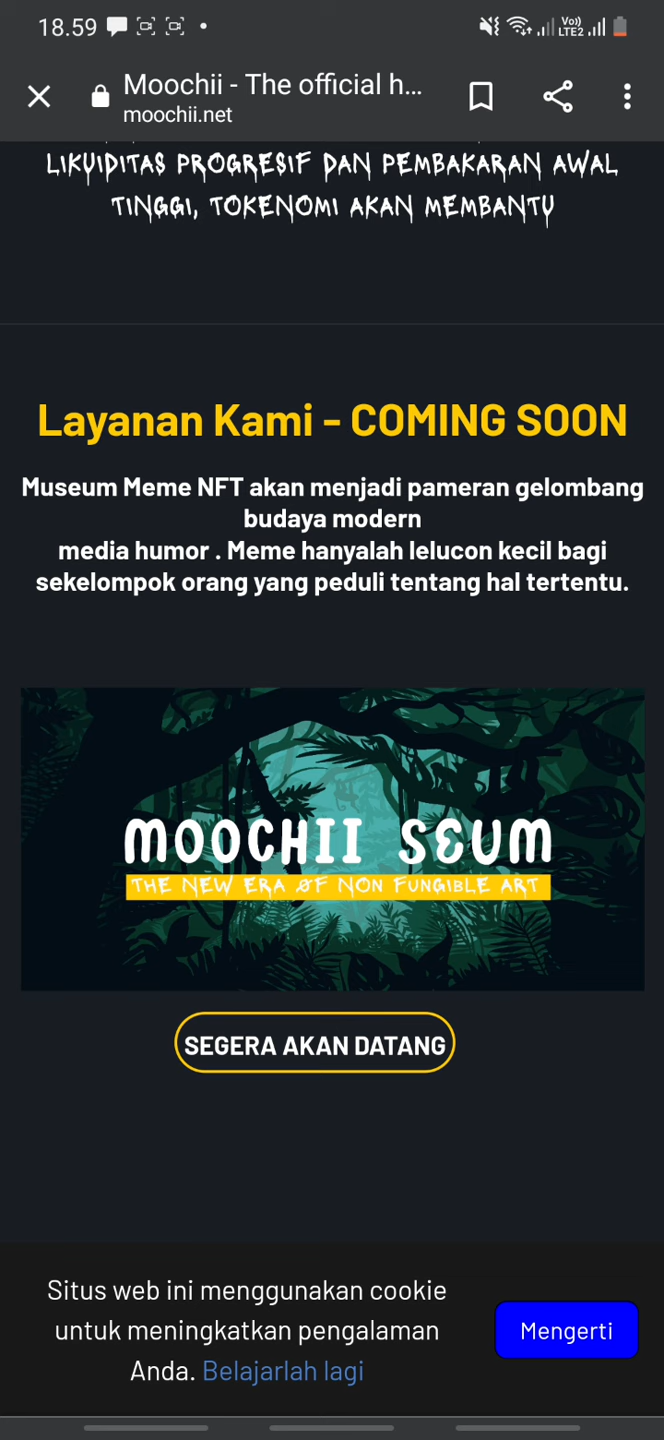 18.59
Vo)) LTE2
Moochii - The official h...
moochii.net
LIKUIDITAS PROGRESIF DAN PEMBAKARAN AWAL
TINGGI, TOKENOMI AKAN MEMBANTU
Layanan Kami - COMING SOON
Museum Meme NFT akan menjadi pameran gelombang
budaya modern
media humor . Meme hanyalah lelucon kecil bagi
sekelompok orang yang peduli tentang hal tertentu.
MOOCHII SEUM
THE NEW ERA ØF NON FUNGIBLE ART
SEGERA AKAN DATANG
Situs web ini menggunakan cookie
untuk meningkatkan pengalaman
Anda. Belajarlah lagi
Mengerti